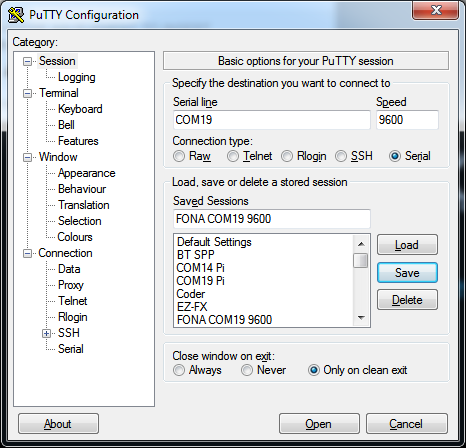 PuTTY Configuration
Category:
Session
Logging
Terminal
Keyboard
Bell
Features
Window
Appearance
Behaviour
Translation
Selection
Colours
Connection
Data
Proxy
Telnet
Rlogin
SSH
Serial
Basic options for your PuTTY session
Specify the destination you want to connect to
Serial line Speed
COM19 9600
Connection type:
Raw Telnet Rlogin SSH Serial
Load, save or delete a stored session
Saved Sessions
FONA COM19 9600
Default Settings
BT SPP
COM14 Pi
COM19 Pi
Coder
EZ-FX
FONA COM19 9600
Load
Save
Delete
Close window on exit:
Always Never Only on clean exit
About Open Cancel